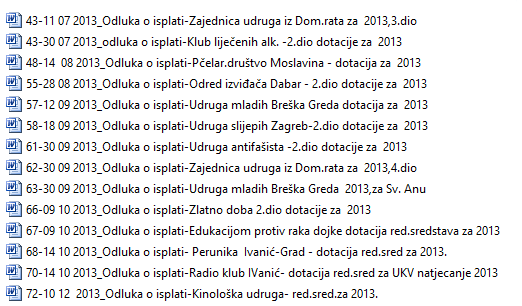 43-11 07 2013_Odluka o isplati-Zajednica udruga iz Dom.rata za  2013,3.dio
43-30 07 2013_odluka o isplati-Klub liječenih alk. -2.dio dotacije za  2013
48-14  08 2013_Odluka o isplati-Pčelar.društvo Moslavina - dotacija za  2013
55-28 08 2013_Odluka o isplati-Odred izviđača Dabar - 2.dio dotacije za  2013
57-12 09 2013_Odluka o isplati-Udruga mladih Breška Greda dotacija za  2013
58-18 09 2013_Odluka o isplati-Udruga slijepih Zagreb-2.dio dotacije za  2013
61-30 09 2013_Odluka o isplati-Udruga antifašista -2.dio dotacije za  2013
62-30 09 2013_Odluka o isplati-Zajednica udruga iz Dom.rata za  2013,4.dio
63-30 09 2013_Odluka o isplati-Udruga mladih Breška Greda  2013,za Sv. Anu
66-09 10 2013_Odluka o isplati-Zlatno doba 2.dio dotacije za  2013
67-09 10 2013_Odluka o isplati-Edukacijom protiv raka dojke dotacija red.sredstava za 2013
68-14 10 2013_Odluka o isplati- Perunika  Ivanić-Grad - dotacija red.sred za 2013.
70-14 10 2013_Odluka o isplati-Radio klub IVanić- dotacija red.sred za UKV natjecanje 2013
72-10 12  2013_Odluka o isplati-Kinološka udruga- red.sred.za 2013.